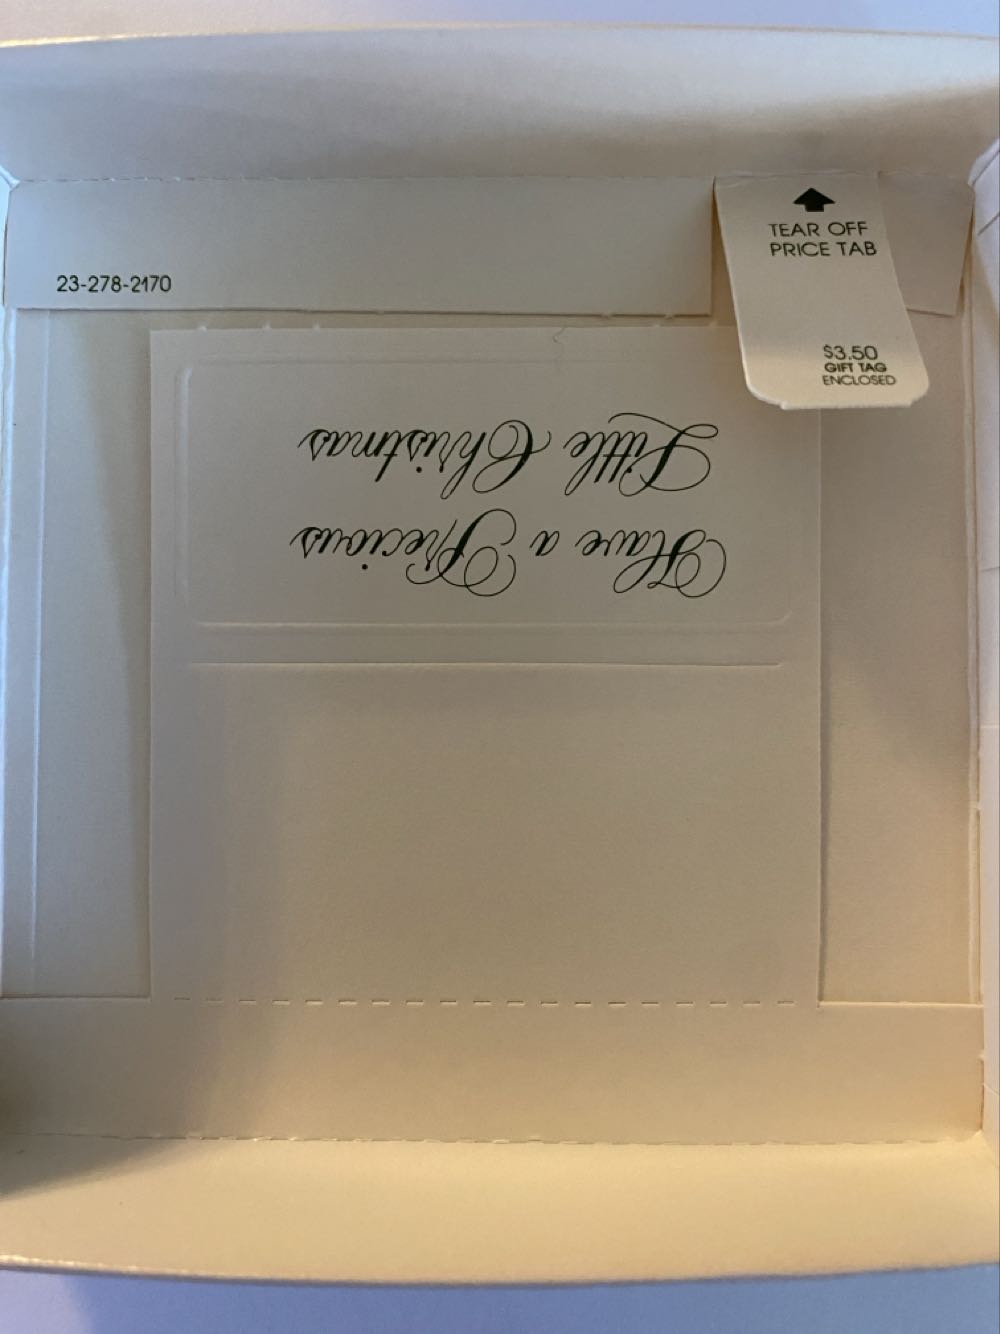 TEAR OFF
PRICE TAB
23-278-2170
$3.50
GIFT TAG
ENCLOSED
Have a Precious
Little Christmas